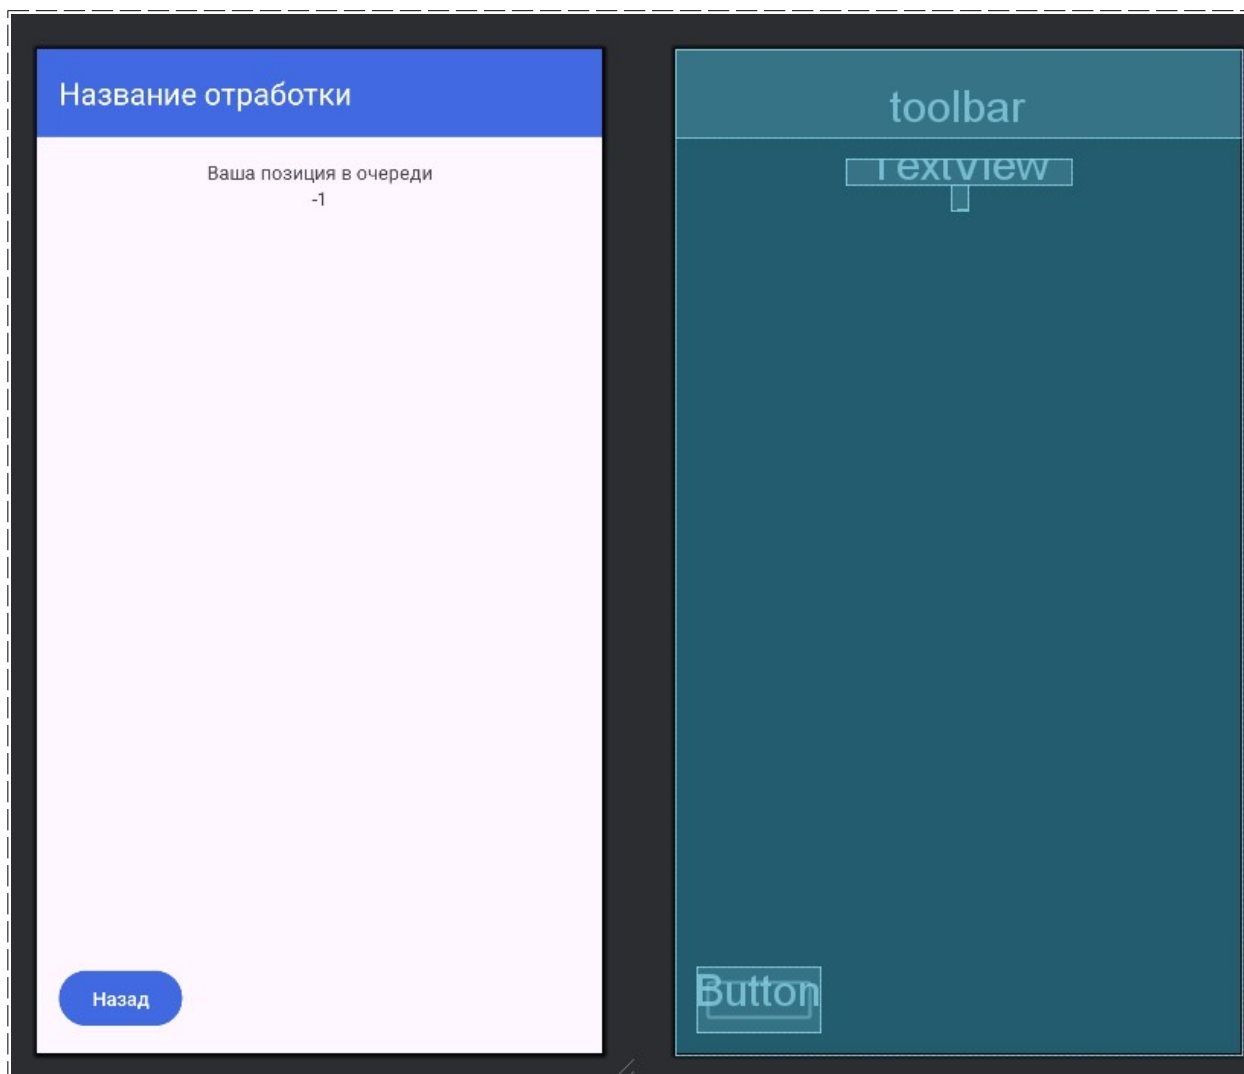 Название отработки
Ваша позиция в очереди
-1
Назад
toolbar
TextView
Button